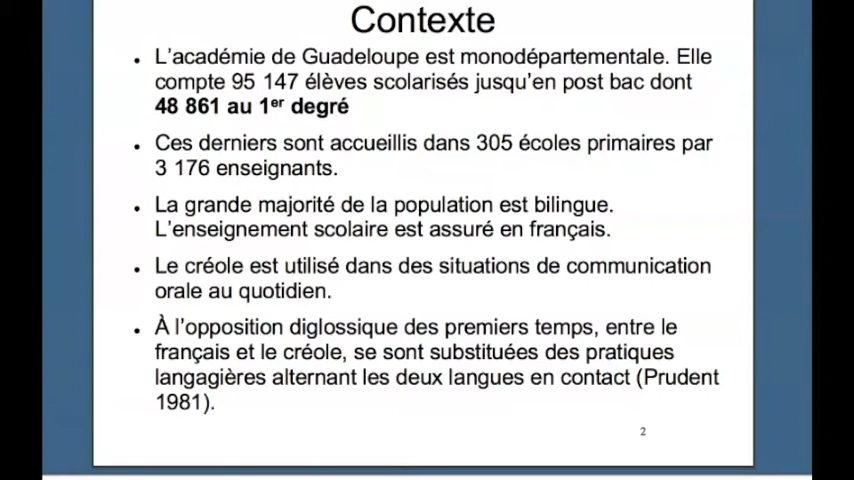 Contexte
• L'académie de Guadeloupe est monodépartementale. Elle
compte 95 147 élèves scolarisés jusqu'en post bac dont
48 861 au 1er degré
• Ces derniers sont accueillis dans 305 écoles primaires par
3 176 enseignants.
• La grande majorité de la population est bilingue.
L'enseignement scolaire est assuré en français.
• Le créole est utilisé dans des situations de communication
orale au quotidien.
• À l'opposition diglossique des premiers temps, entre le
français et le créole, se sont substituées des pratiques
langagières alternant les deux langues en contact (Prudent
1981).
2